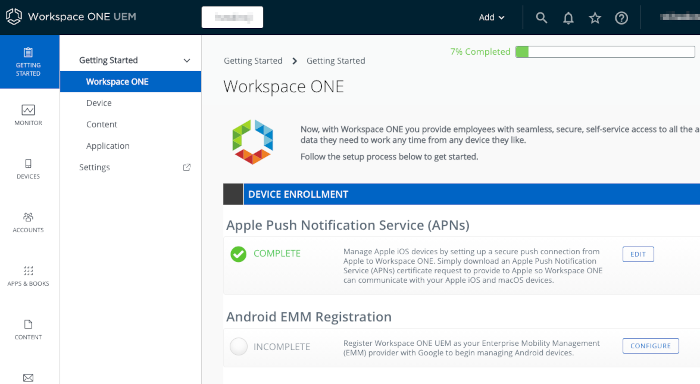 Workspace ONE UEM
Add
GETTING
STARTED
MONITOR
DEVICES
ACCOUNTS
APPS & BOOKS
CONTENT
Getting Started
Workspace ONE
Device
Content
Application
Settings
Getting Started > Getting Started
7% Completed
Workspace ONE
Now, with Workspace ONE you provide employees with seamless, secure, self-service access to all the a
data they need to work any time from any device they like.
Follow the setup process below to get started.
DEVICE ENROLLMENT
Apple Push Notification Service (APNs)
COMPLETE
Manage Apple iOS devices by setting up a secure push connection from
Apple to Workspace ONE. Simply download an Apple Push Notification
Service (APNs) certificate request to provide to Apple so Workspace ONE
can communicate with your Apple iOS and macOS devices.
EDIT
Android EMM Registration
INCOMPLETE
Register Workspace ONE UEM as your Enterprise Mobility Management
(EMM) provider with Google to begin managing Android devices.
CONFIGURE